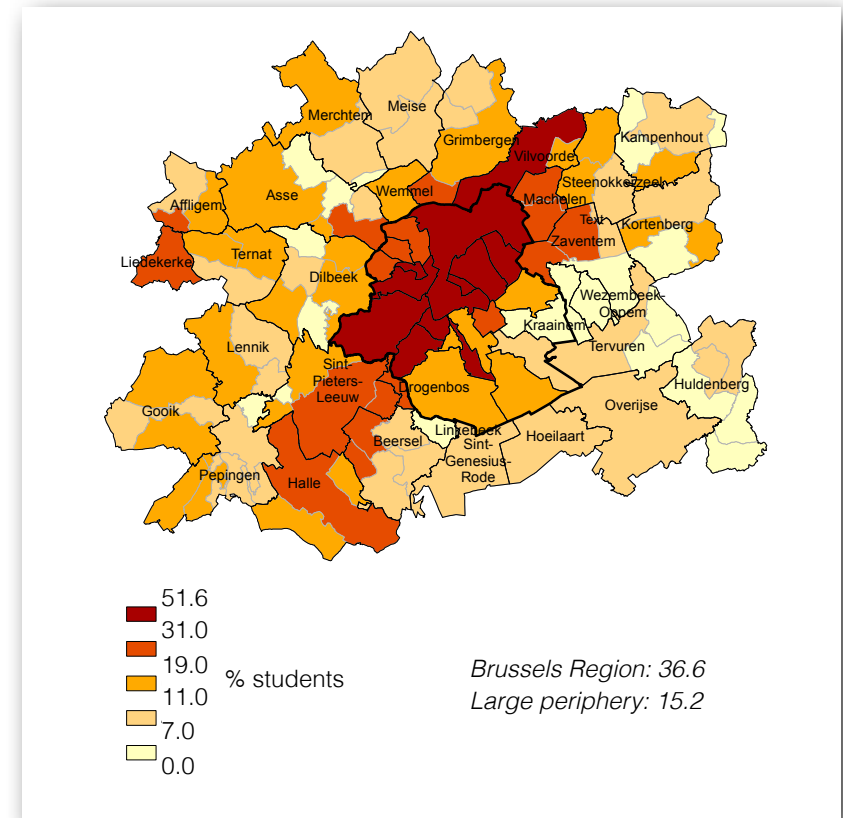 Merchtem
Meise
Grimbergen
Vilvoorde
Kampenhout
Affligem
Asse
Wemmel
Machelen
Steenokkerzeel
Text
Zaventem
Kortenberg
Liedekerke
Ternat
Dilbeek
Kraainem
Wezembeek-
Oppem
Tervuren
Lennik
Sint-
Pieters-
Leeuw
Drogenbos
Huldenberg
Gooik
Overijse
Beersel
Linkebeek
Sint-
Genesius-
Rode
Hoeilaart
Pepingen
Halle
51.6
31.0
19.0
11.0
7.0
0.0
% students
Brussels Region: 36.6
Large periphery: 15.2